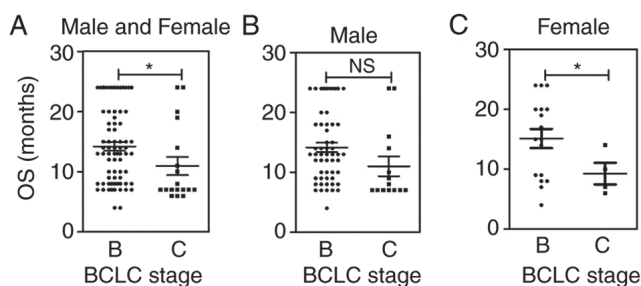 A Male and Female
30
20
10
0
OS (months)
*
B C
BCLC stage
B Male
30
20
10
0
NS
B C
BCLC stage
C Female
30
20
10
0
*
B C
BCLC stage